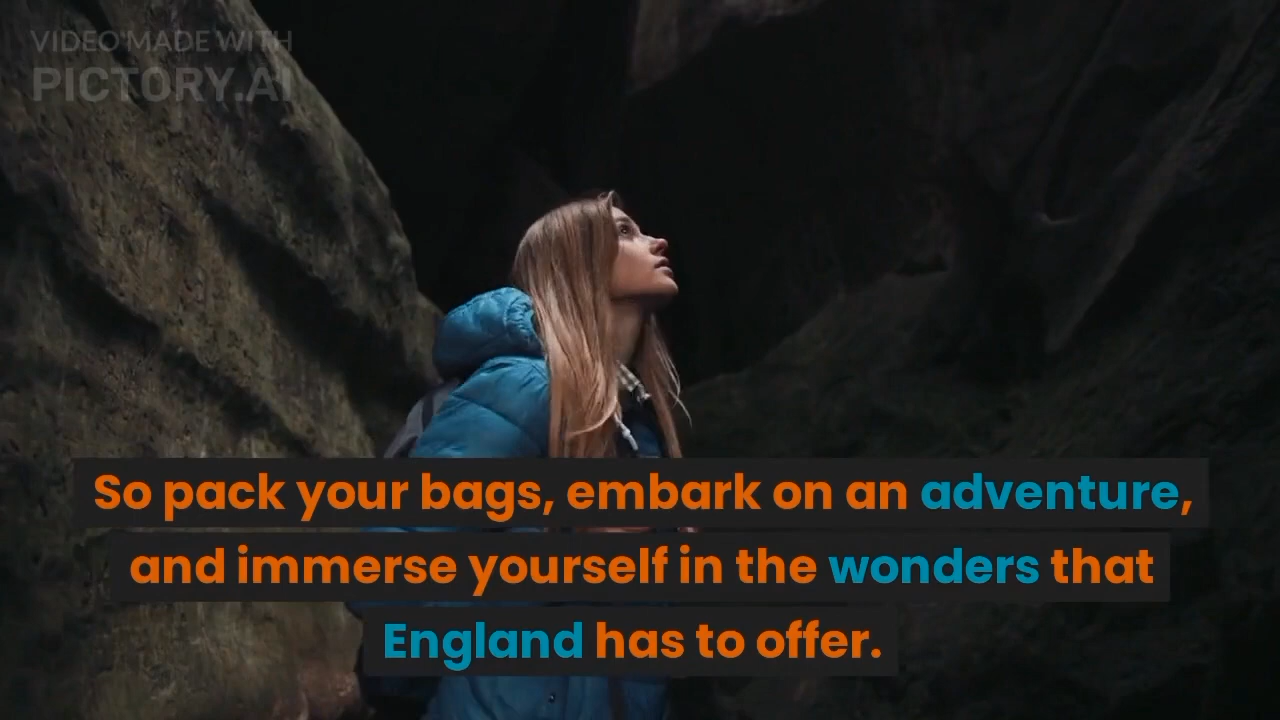 VIDEO MADE WITH
PICTORY.AI
So pack your bags, embark on an adventure,
and immerse yourself in the wonders that
England has to offer.